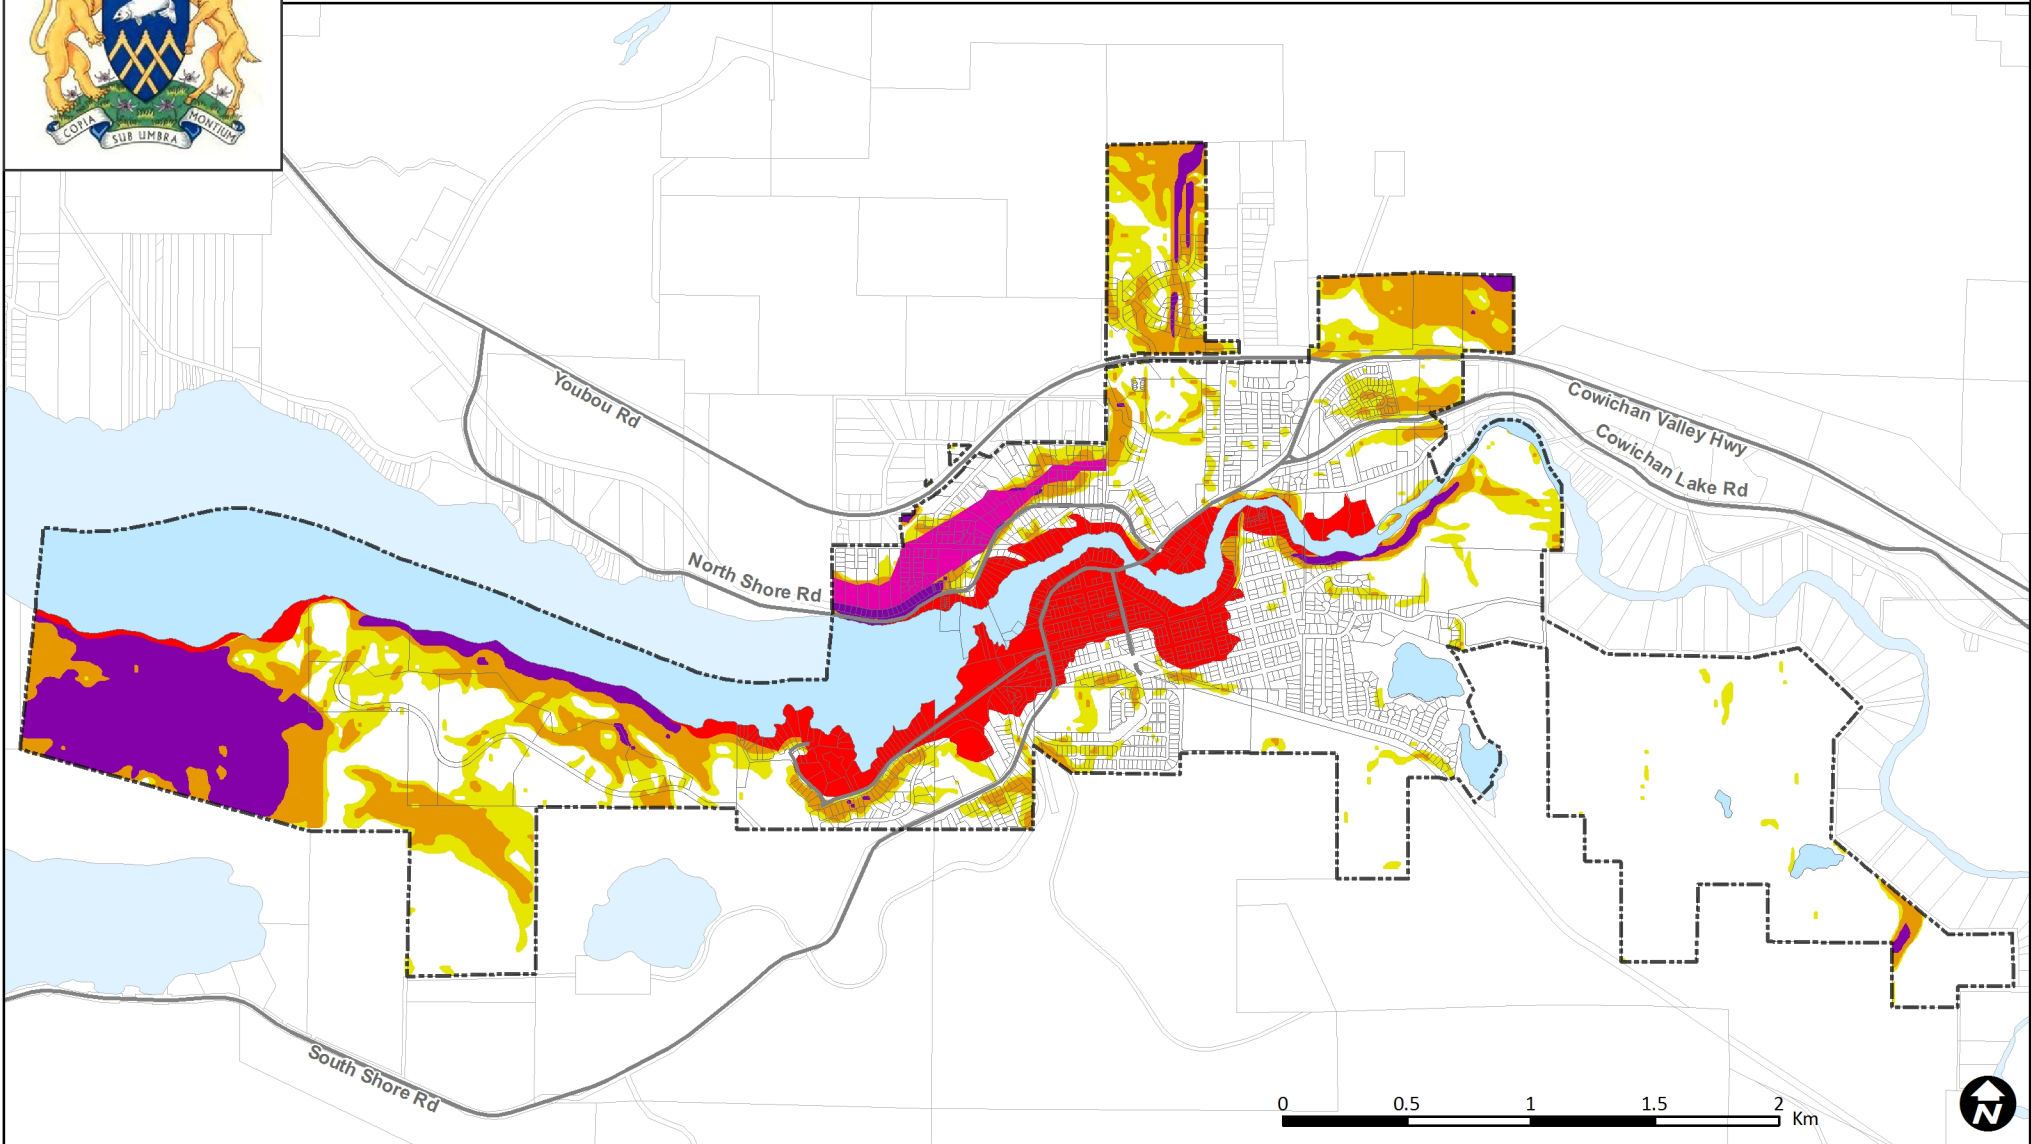 COPIA
SUB UMBRA
MONTIUM
Youbou Rd
Cowichan Valley Hwy
Cowichan Lake Rd
North Shore Rd
South Shore Rd
0 0.5 1 1.5 2 Km
N